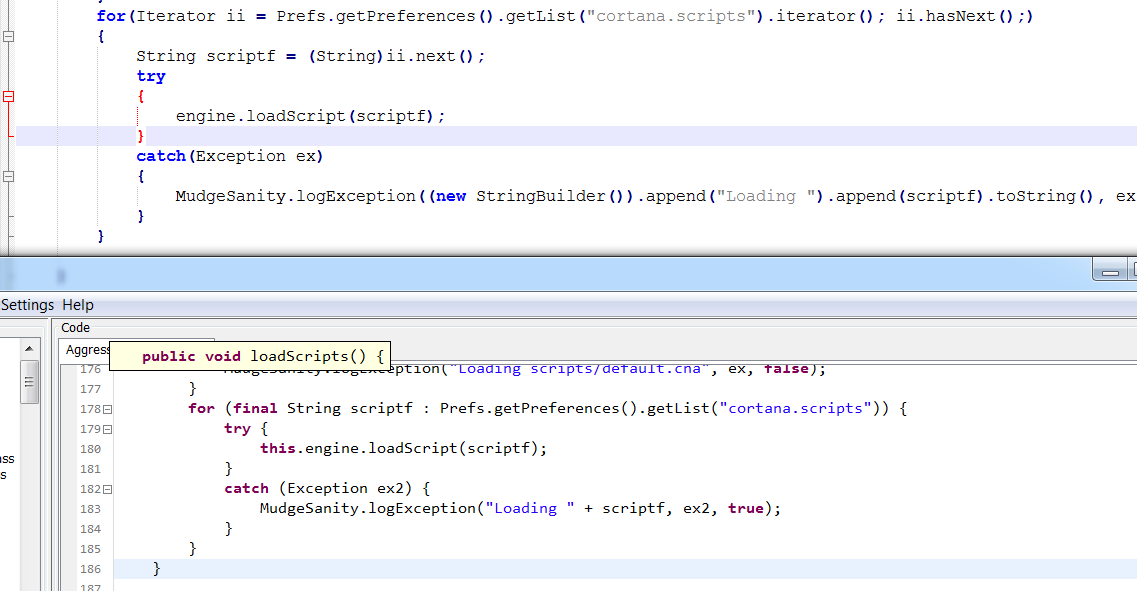 for(Iterator ii = Prefs.getPreferences().getList("cortana.scripts").iterator(); ii.hasNext();)
{
String scriptf = (String)ii.next();
try
{
engine.loadScript(scriptf);
}
catch(Exception ex)
{
MudgeSanity.logException((new StringBuilder()).append("Loading ").append(scriptf).toString(), ex
}
}
Settings Help
Code
Aggress
public void loadScripts() {
176 MudgeSanity.logException("Loading scripts/default.cna", ex, false);
177 }
178 for (final String scriptf : Prefs.getPreferences().getList("cortana.scripts")) {
179 try {
180 this.engine.loadScript(scriptf);
181 }
182 catch (Exception ex2) {
183 MudgeSanity.logException("Loading " + scriptf, ex2, true);
184 }
185 }
186 }
187